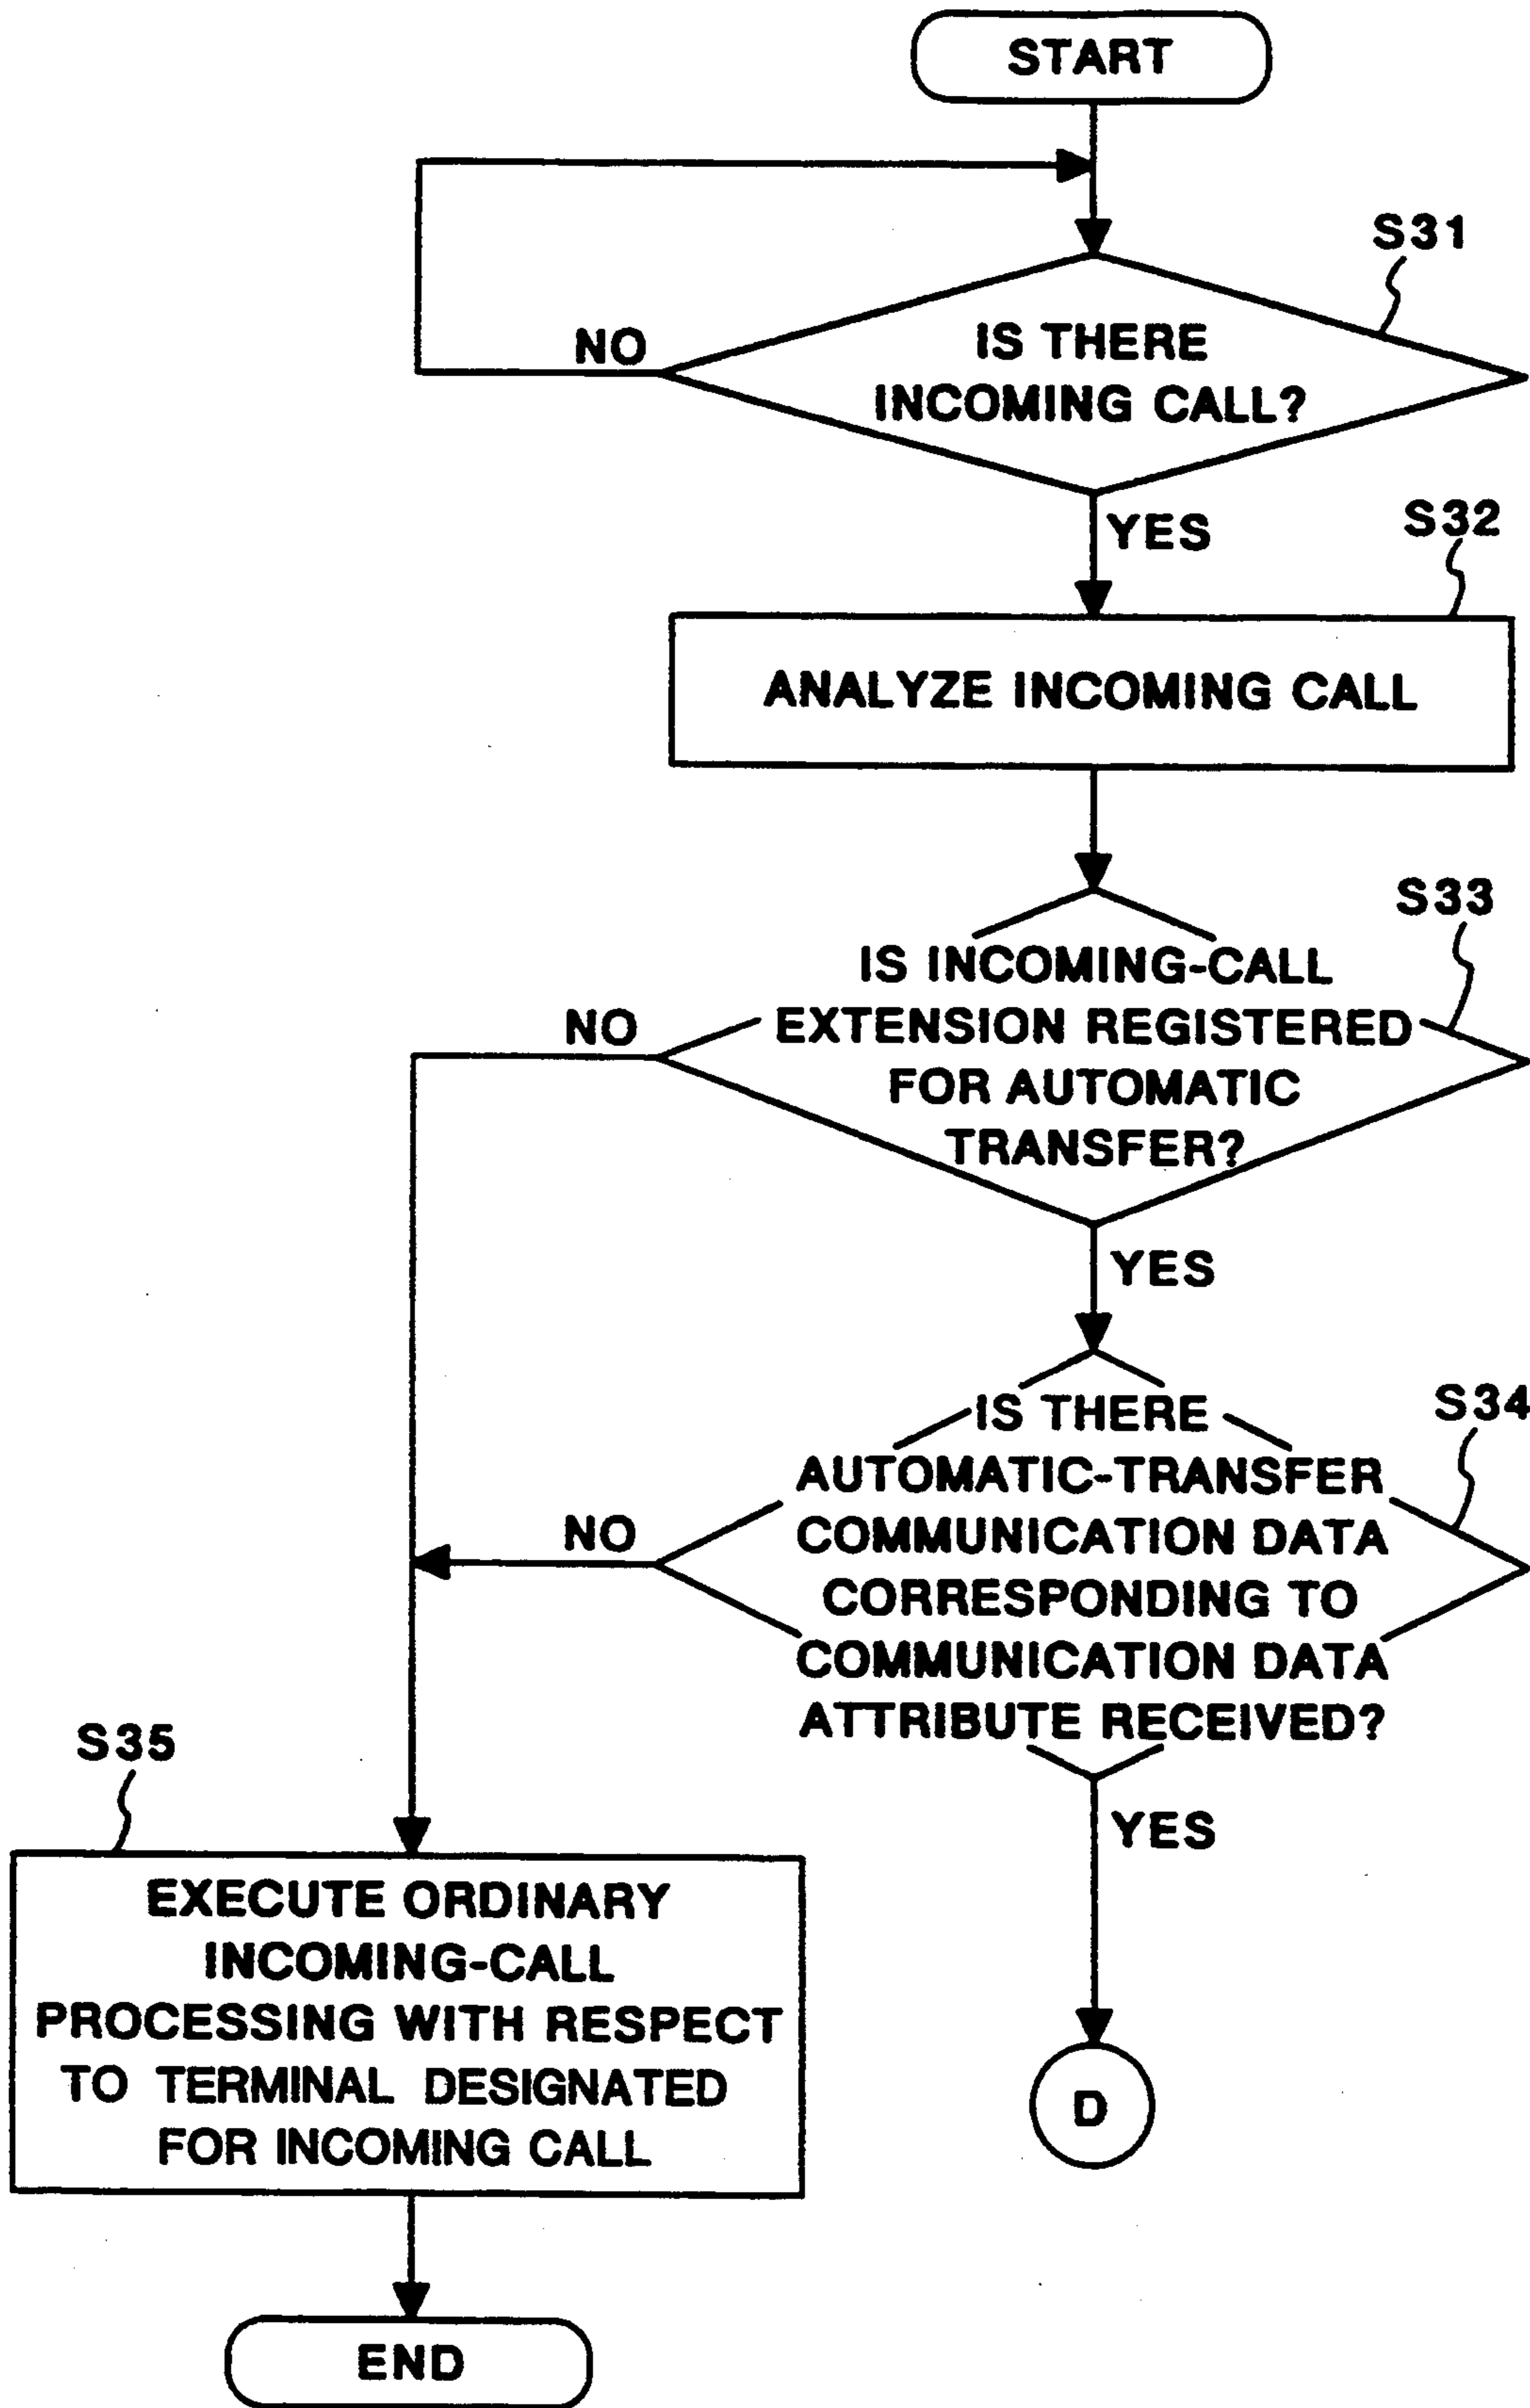 START
S31
IS THERE
INCOMING CALL?
NO
YES
S32
ANALYZE INCOMING CALL
S33
IS INCOMING-CALL
EXTENSION REGISTERED
FOR AUTOMATIC
TRANSFER?
NO
YES
S34
IS THERE
AUTOMATIC-TRANSFER
COMMUNICATION DATA
CORRESPONDING TO
COMMUNICATION DATA
ATTRIBUTE RECEIVED?
NO
YES
S35
EXECUTE ORDINARY
INCOMING-CALL
PROCESSING WITH RESPECT
TO TERMINAL DESIGNATED
FOR INCOMING CALL
D
END